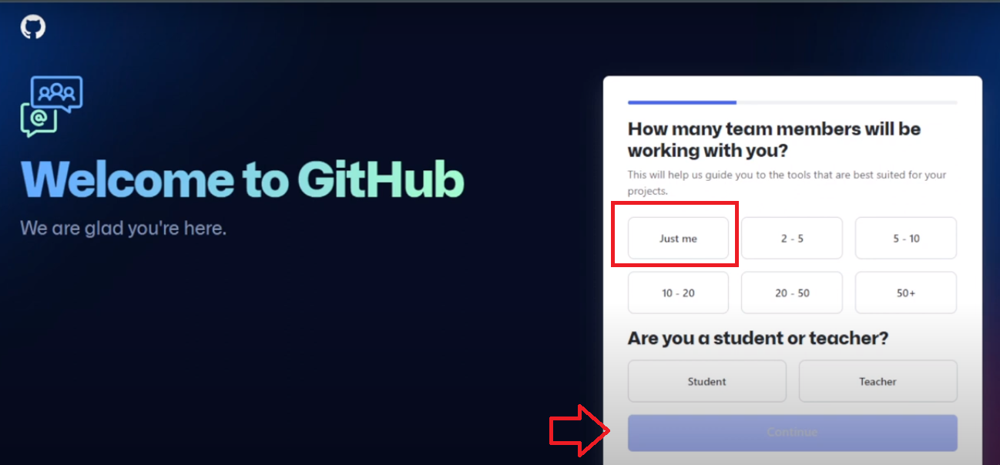 Welcome to GitHub
We are glad you're here.
How many team members will be
working with you?
This will help us guide you to the tools that are best suited for your
projects.
Just me
2 - 5
5 - 10
10 - 20
20 - 50
50+
Are you a student or teacher?
Student
Teacher
Continue